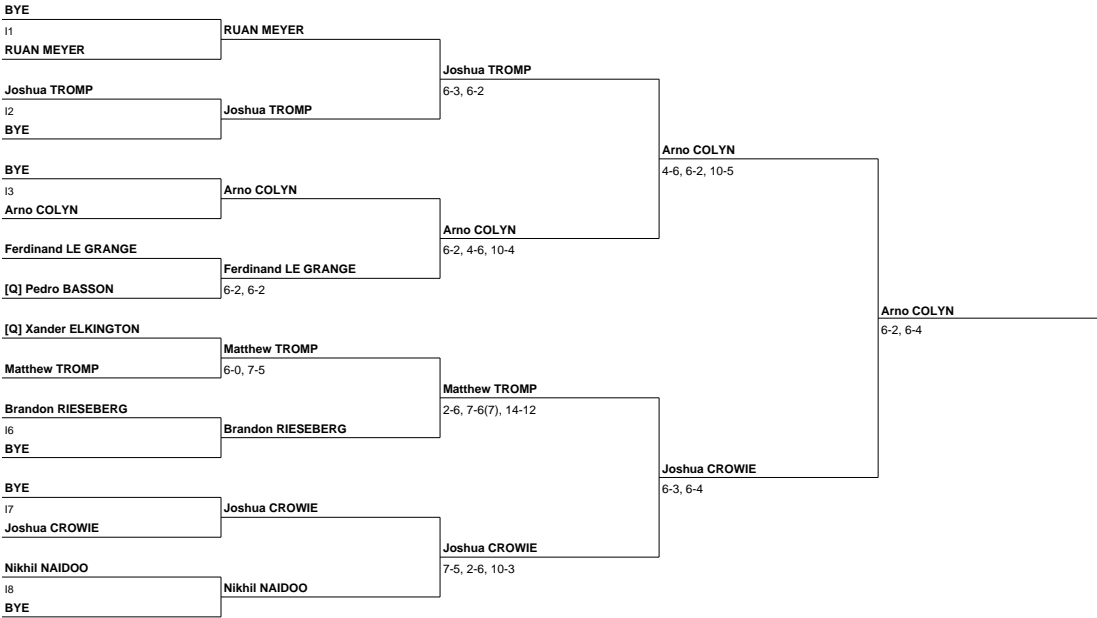 BYE
I1
RUAN MEYER
Joshua TROMP
I2
BYE
BYE
I3
Arno COLYN
Ferdinand LE GRANGE
[Q] Pedro BASSON
[Q] Xander ELKINGTON
Matthew TROMP
Brandon RIESEBERG
I6
BYE
BYE
I7
Joshua CROWIE
Nikhil NAIDOO
I8
BYE
RUAN MEYER
Joshua TROMP
Arno COLYN
Ferdinand LE GRANGE
6-2, 6-2
Matthew TROMP
6-0, 7-5
Brandon RIESEBERG
Joshua CROWIE
Nikhil NAIDOO
Joshua TROMP
6-3, 6-2
Arno COLYN
6-2, 4-6, 10-4
Matthew TROMP
2-6, 7-6(7), 14-12
Joshua CROWIE
7-5, 2-6, 10-3
Arno COLYN
4-6, 6-2, 10-5
Joshua CROWIE
6-3, 6-4
Arno COLYN
6-2, 6-4